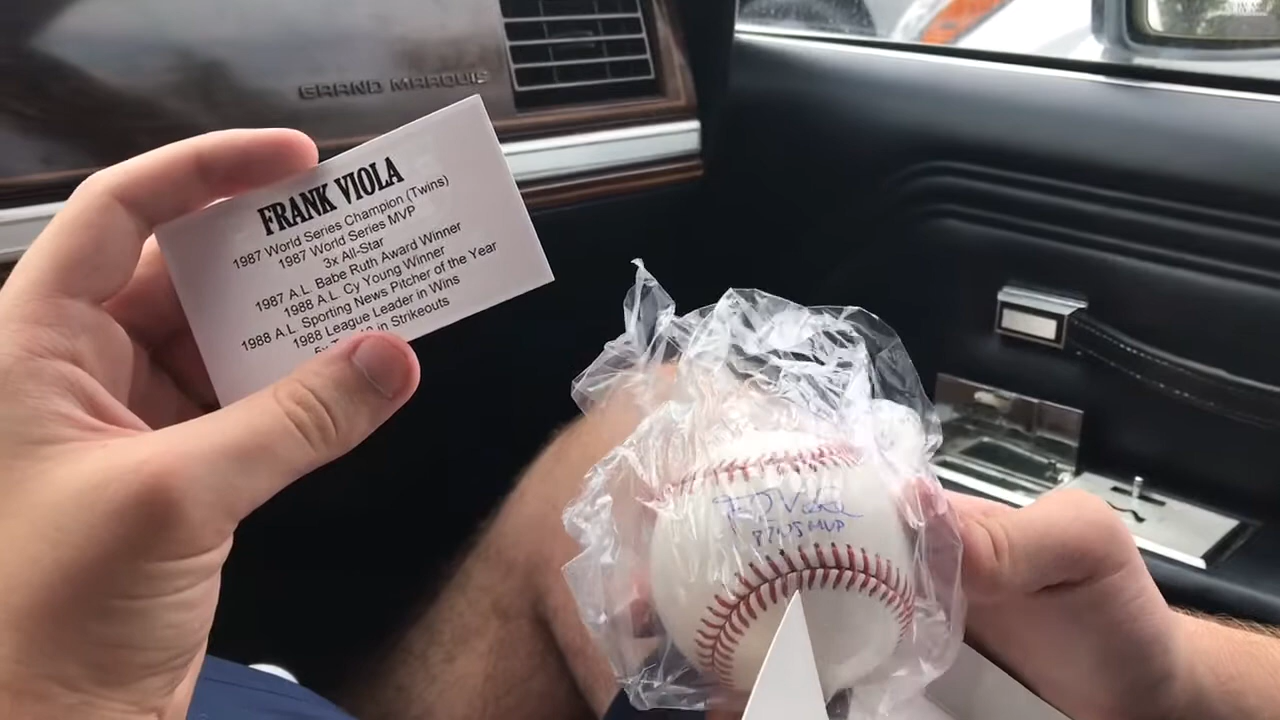 GRAND MARQUIS
FRANK VIOLA
1987 World Series Champion (Twins)
1987 World Series MVP
3x All-Star
1987 A.L. Babe Ruth Award Winner
1988 A.L. Cy Young Winner
1988 A.L. Sporting News Pitcher of the Year
1988 League Leader in Wins
in Strikeouts
87 WS MVP